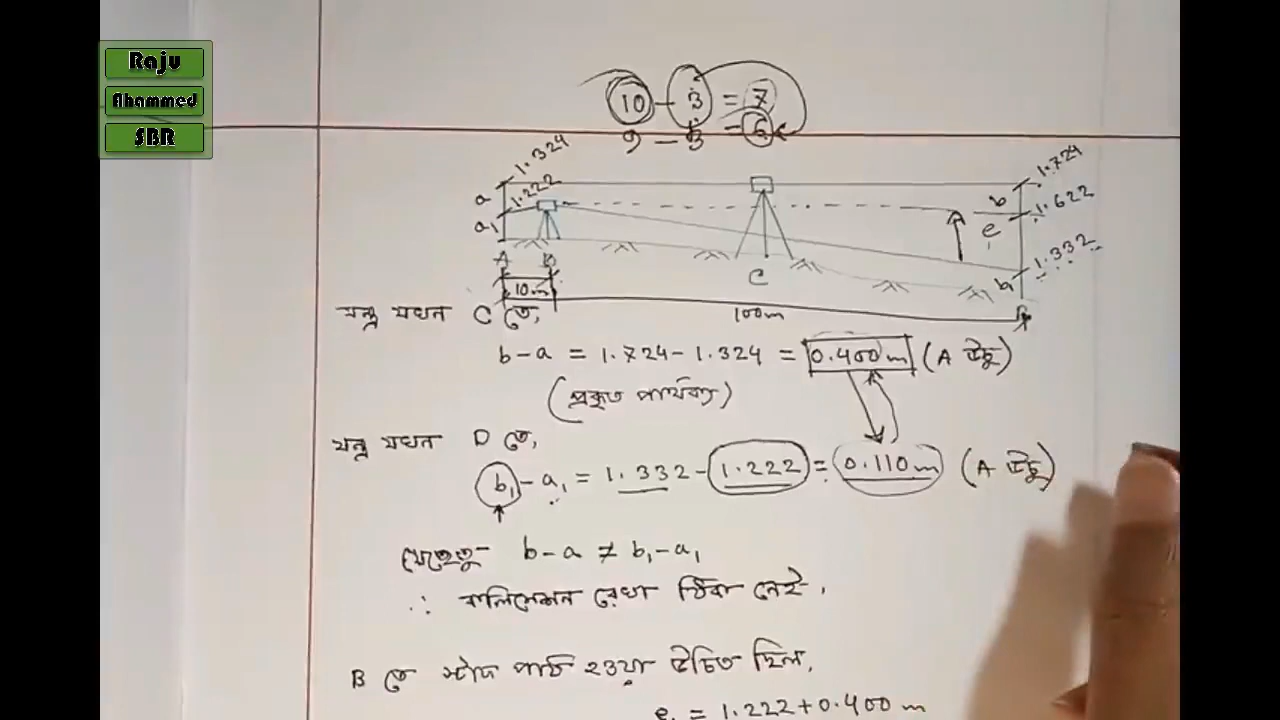 Raju
Ahammed
SBR
10 - 3 = 7
9 - 3 = 6
1.324
a
1.222
a₁
A
D
10m
C
100m
1.724
b
1.622
e
1.332
b₁
B
যন্ত্র যখন C তে,
b-a = 1.724-1.324 = 0.400m (A উঁচু)
(প্রকৃত পার্থক্য)
যন্ত্র যখন D তে,
b₁-a₁ = 1.332-1.222 = 0.110m (A উঁচু)
যেহেতু b-a ≠ b₁-a₁
∴ কলিমেশন রেখা ঠিক নেই.
B তে স্টাফ পাঠ হওয়া উচিত ছিল,
e = 1.222+0.400 m